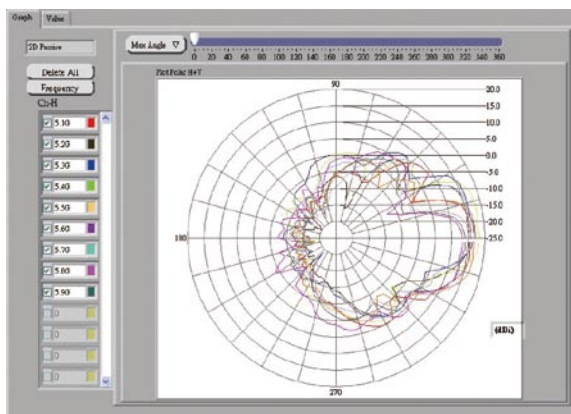 Graph Value
2D Passive
Max Angle
0 20 40 60 80 100 120 140 160 180 200 220 240 260 280 300 320 340 360
Delete All
Frequency
Ch-H
5.10
5.20
5.30
5.40
5.50
5.60
5.70
5.80
5.90
0
0
0
0
Plot Polar H+V
90
20.0
15.0
10.0
5.0
0.0
-5.0
-10.0
-15.0
-20.0
-25.0
180
(dBi)
270